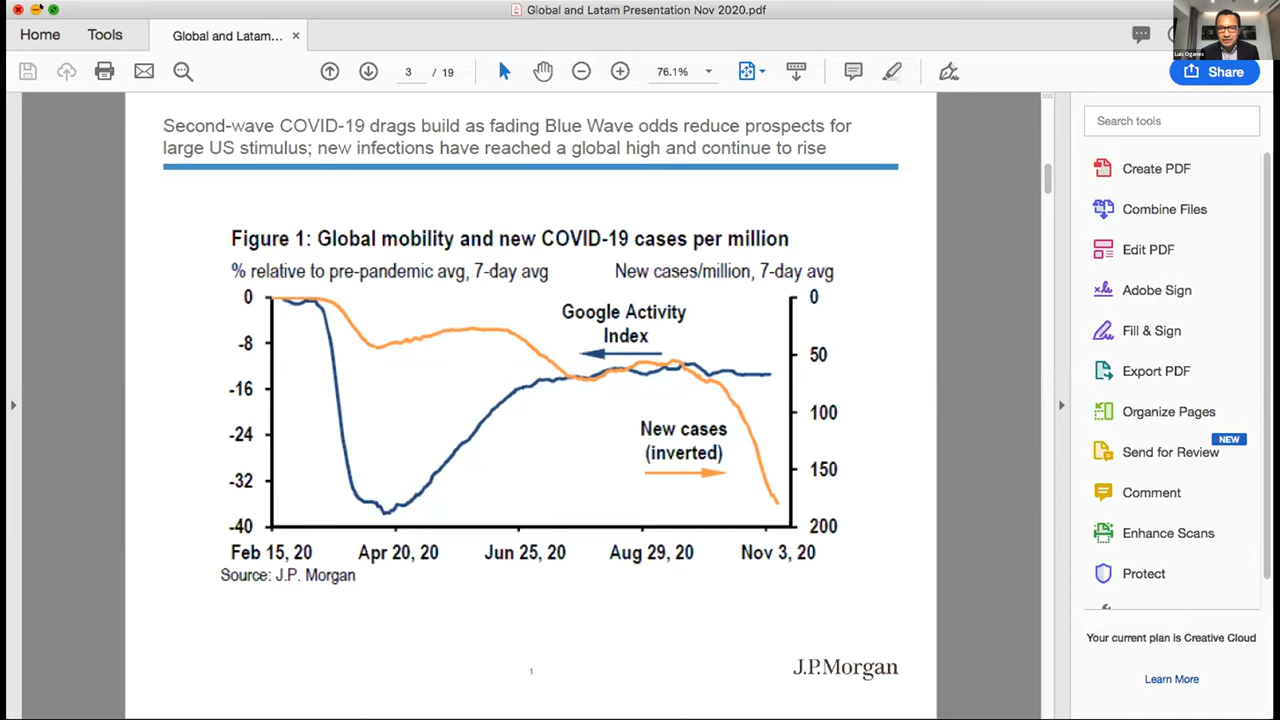 Global and Latam Presentation Nov 2020.pdf
Home
Tools
Global and Latam...
Luis Oganes
3 / 19
76.1%
Share
Second-wave COVID-19 drags build as fading Blue Wave odds reduce prospects for
large US stimulus; new infections have reached a global high and continue to rise
Figure 1: Global mobility and new COVID-19 cases per million
% relative to pre-pandemic avg, 7-day avg
New cases/million, 7-day avg
0
-8
-16
-24
-32
-40
Google Activity
Index
New cases
(inverted)
0
50
100
150
200
Feb 15, 20
Apr 20, 20
Jun 25, 20
Aug 29, 20
Nov 3, 20
Source: J.P. Morgan
1
J.P.Morgan
Search tools
Create PDF
Combine Files
Edit PDF
Adobe Sign
Fill & Sign
Export PDF
Organize Pages
NEW
Send for Review
Comment
Enhance Scans
Protect
Your current plan is Creative Cloud
Learn More